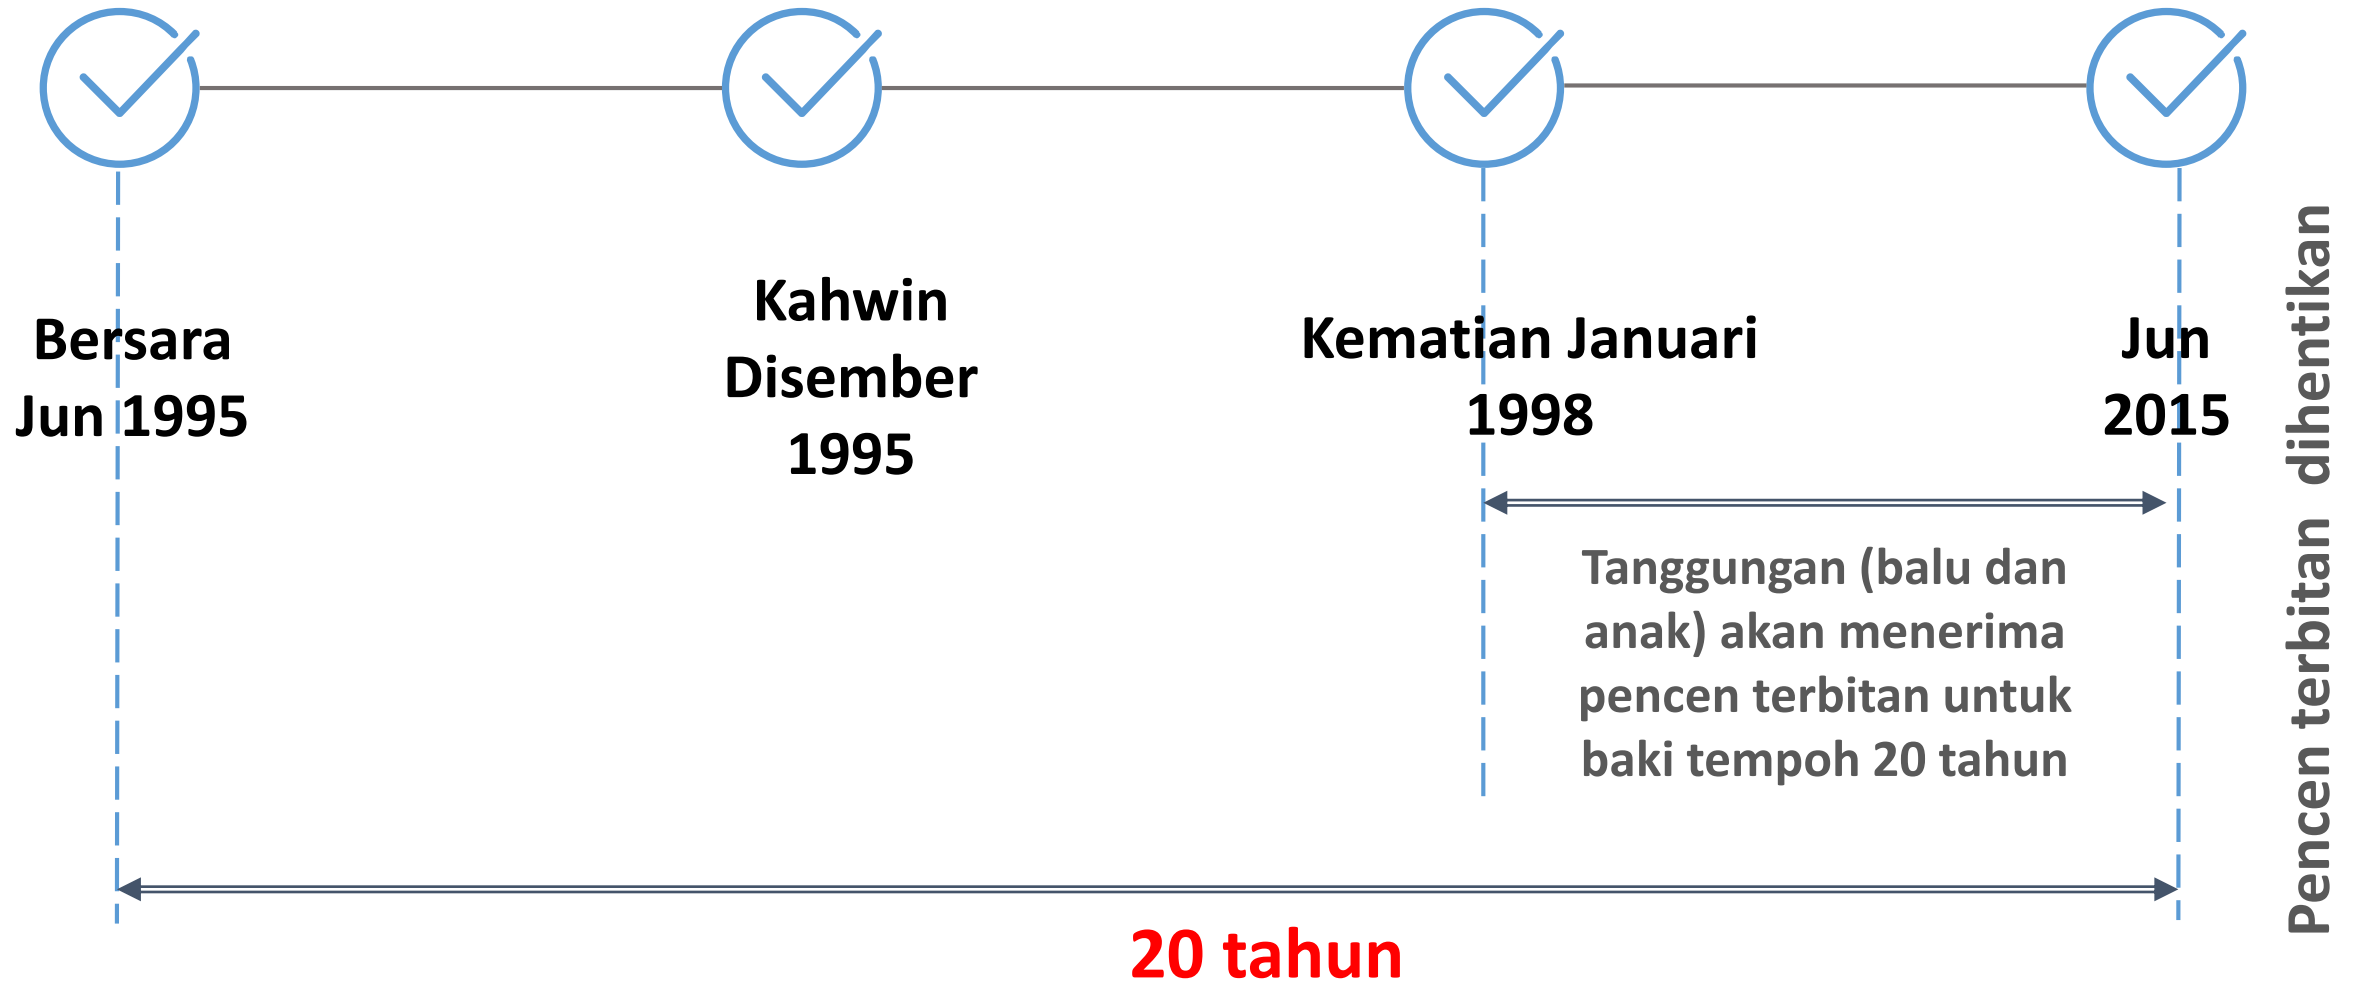 Bersara
Jun 1995
Kahwin
Disember
1995
Kematian Januari
1998
Jun
2015
Tanggungan (balu dan
anak) akan menerima
pencen terbitan untuk
baki tempoh 20 tahun
Pencen terbitan dihentikan
20 tahun